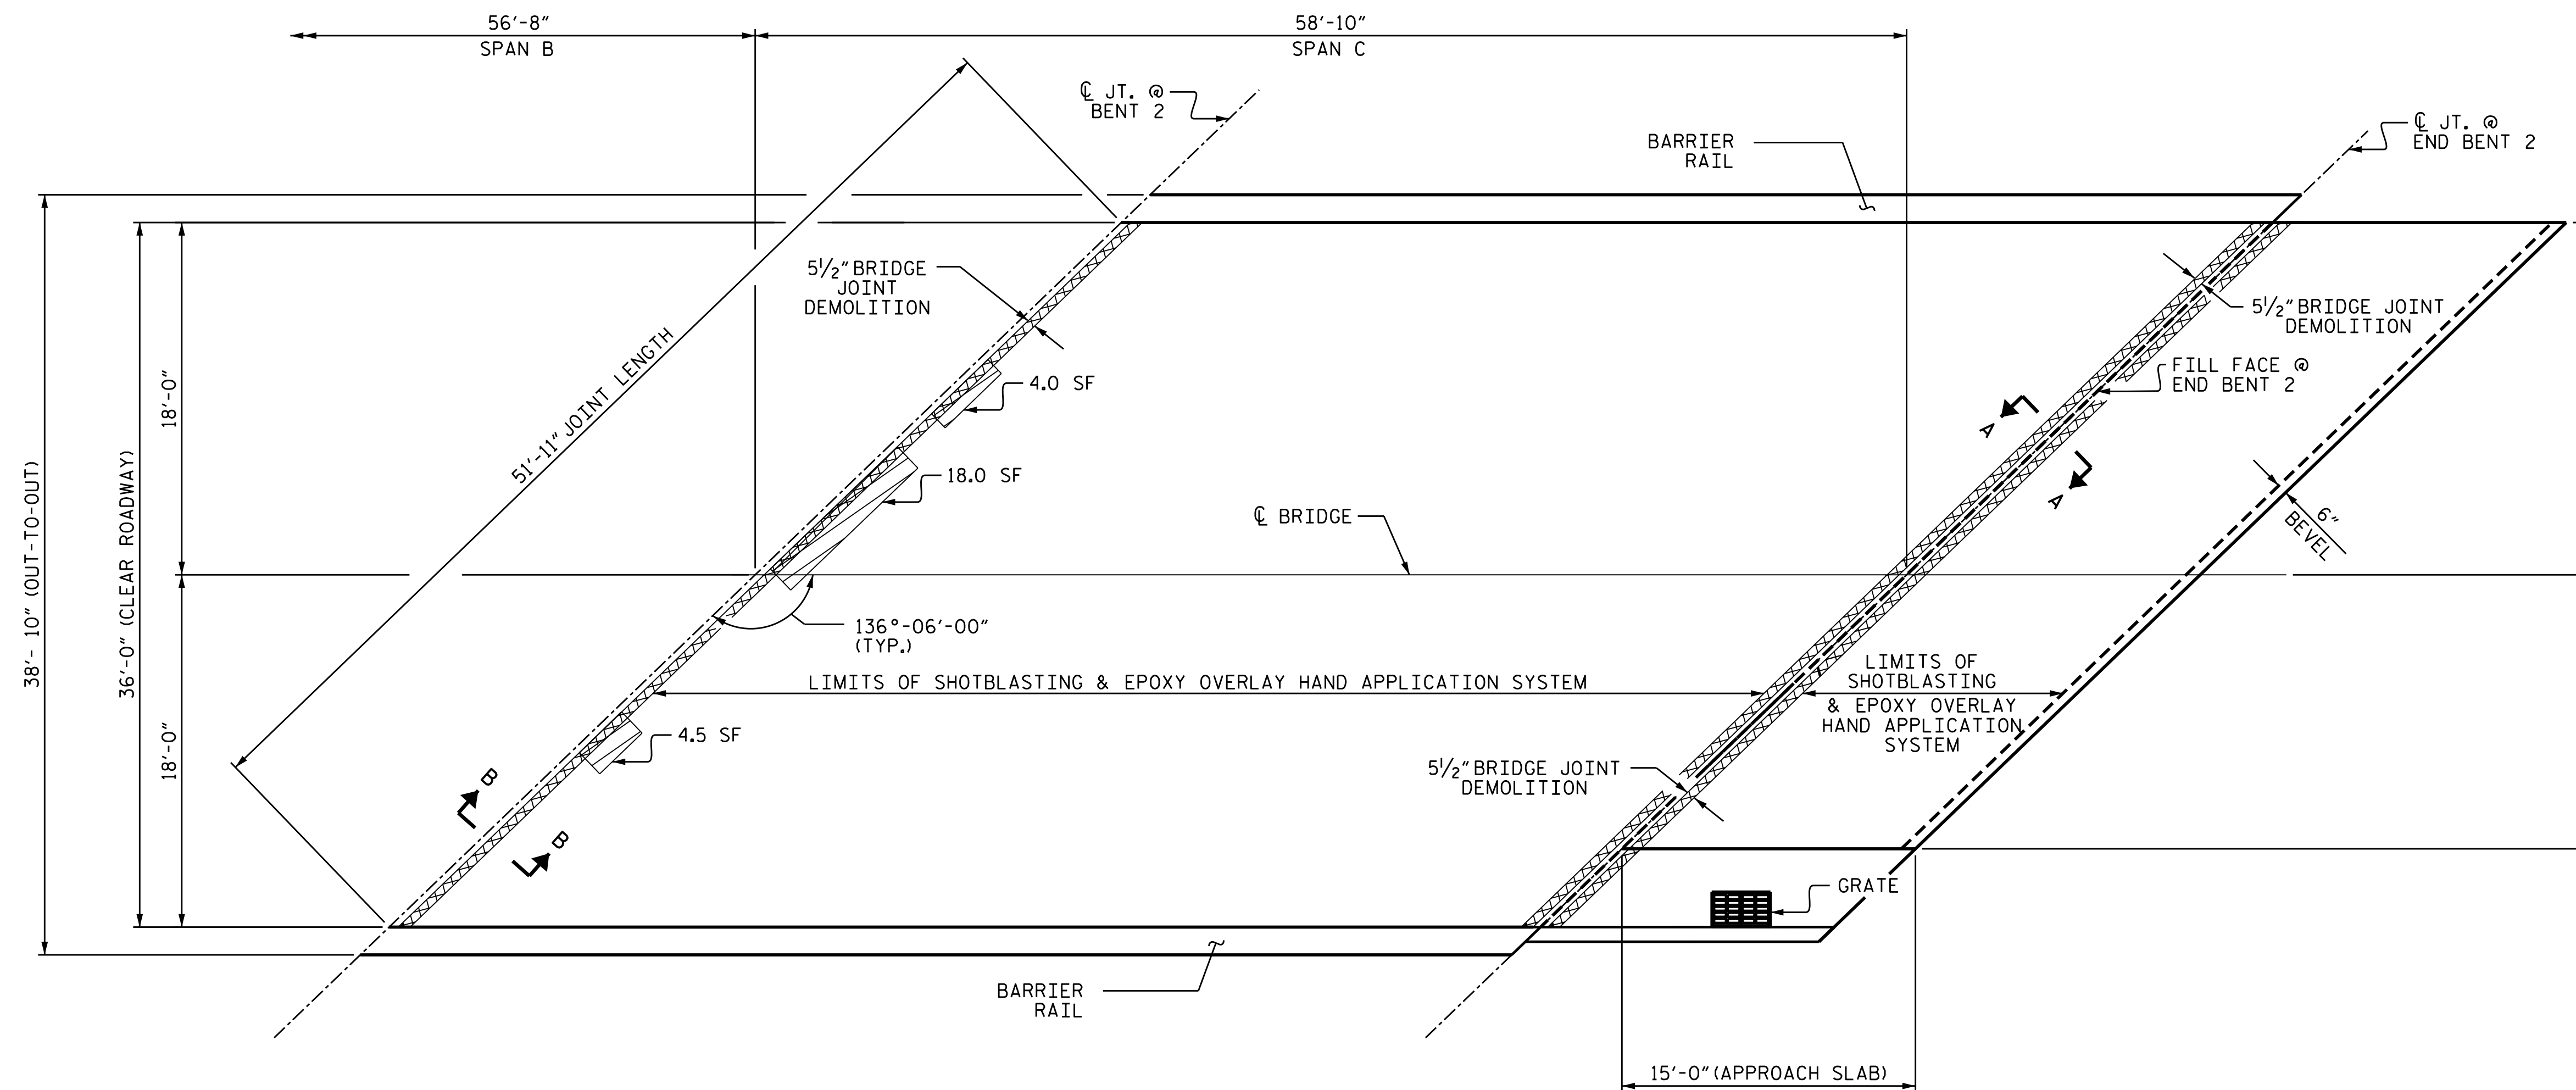 56'-8"
SPAN B
58'-10"
SPAN C
℄ JT. @
BENT 2
BARRIER
RAIL
℄ JT. @
END BENT 2
5½" BRIDGE
JOINT
DEMOLITION
5½" BRIDGE JOINT
DEMOLITION
51'-11" JOINT LENGTH
18'-0"
4.0 SF
FILL FACE @
END BENT 2
A
A
38'- 10" (OUT-TO-OUT)
36'-0" (CLEAR ROADWAY)
18.0 SF
℄ BRIDGE
6"
BEVEL
136°-06'-00"
(TYP.)
LIMITS OF SHOTBLASTING & EPOXY OVERLAY HAND APPLICATION SYSTEM
LIMITS OF
SHOTBLASTING
& EPOXY OVERLAY
HAND APPLICATION
SYSTEM
18'-0"
4.5 SF
B
B
5½" BRIDGE JOINT
DEMOLITION
GRATE
BARRIER
RAIL
15'-0" (APPROACH SLAB)